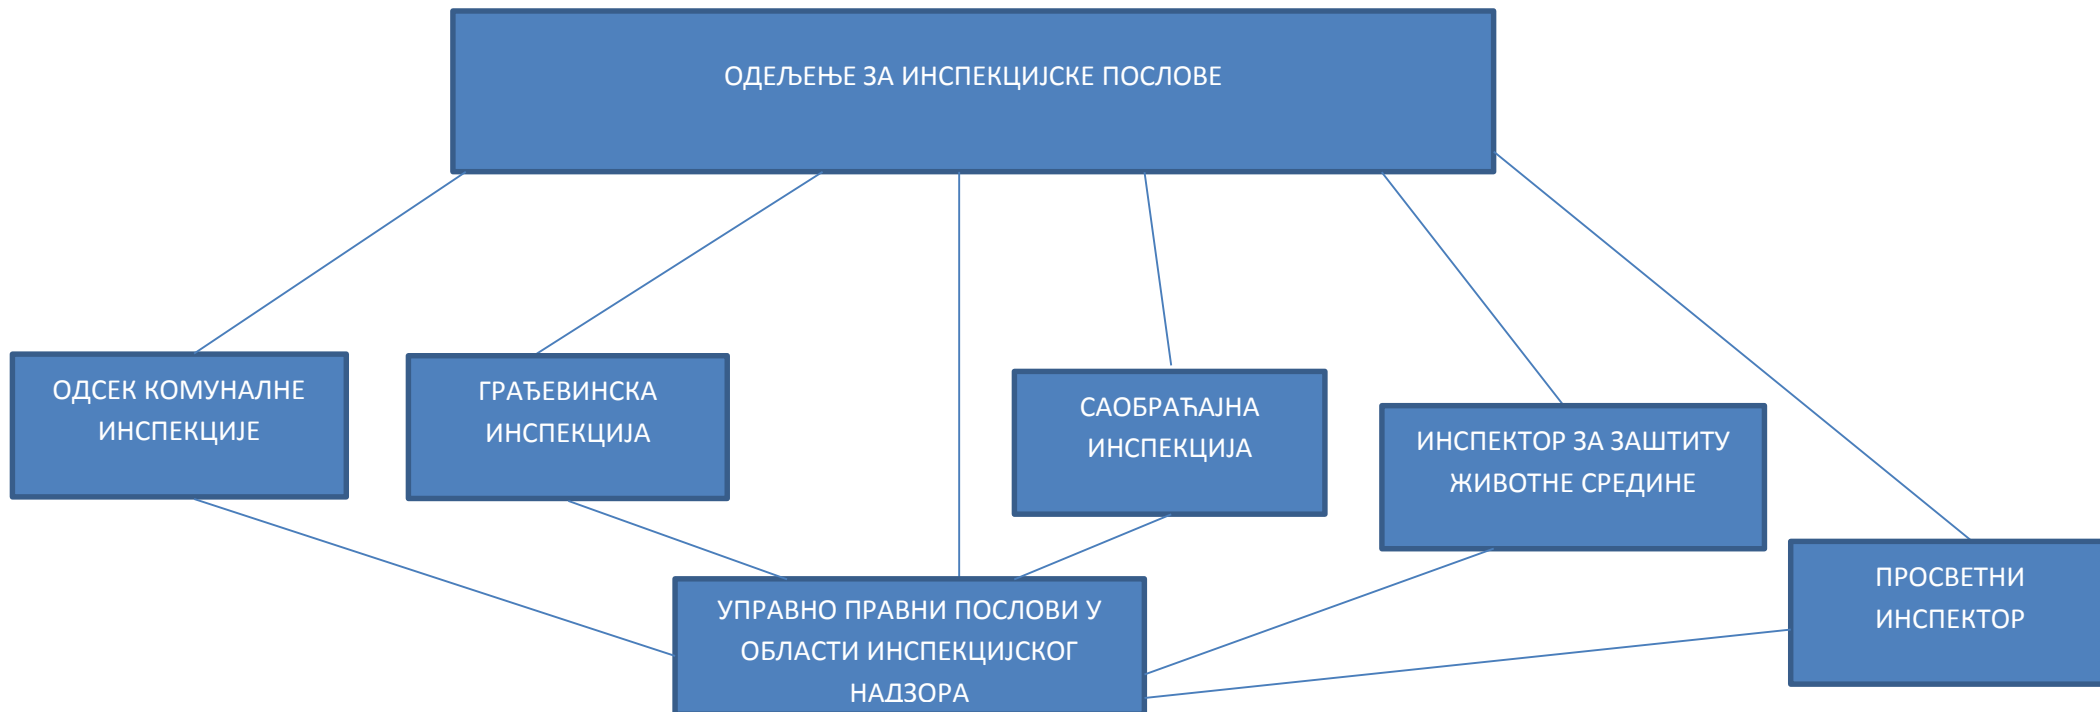 ОДЕЉЕЊЕ ЗА ИНСПЕКЦИЈСКЕ ПОСЛОВЕ
ОДСЕК КОМУНАЛНЕ
ИНСПЕКЦИЈЕ
ГРАЂЕВИНСКА
ИНСПЕКЦИЈА
САОБРАЋАЈНА
ИНСПЕКЦИЈА
ИНСПЕКТОР ЗА ЗАШТИТУ
ЖИВОТНЕ СРЕДИНЕ
ПРОСВЕТНИ
ИНСПЕКТОР
УПРАВНО ПРАВНИ ПОСЛОВИ У
ОБЛАСТИ ИНСПЕКЦИЈСКОГ
НАДЗОРА